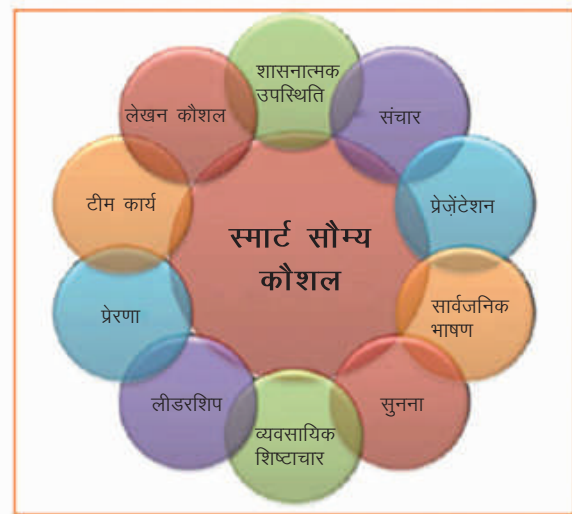 शासनात्मक
उपस्थिति
संचार
प्रेज़ेंटेशन
सार्वजनिक
भाषण
सुनना
व्यवसायिक
शिष्टाचार
लीडरशिप
प्रेरणा
टीम कार्य
लेखन कौशल
स्मार्ट सौम्य
कौशल